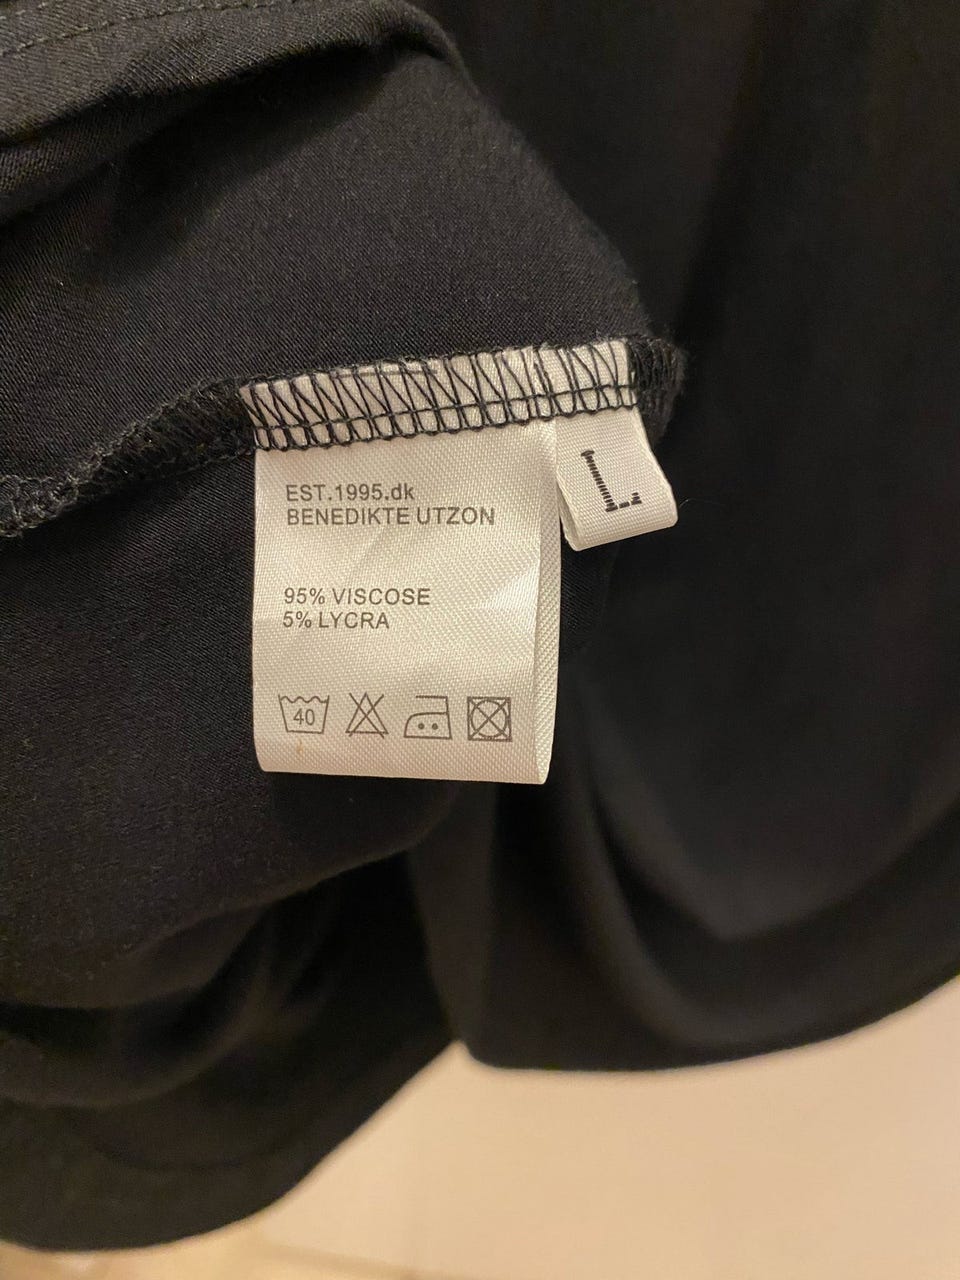 EST.1995.dk
BENEDIKTE UTZON
95% VISCOSE
5% LYCRA
40
L